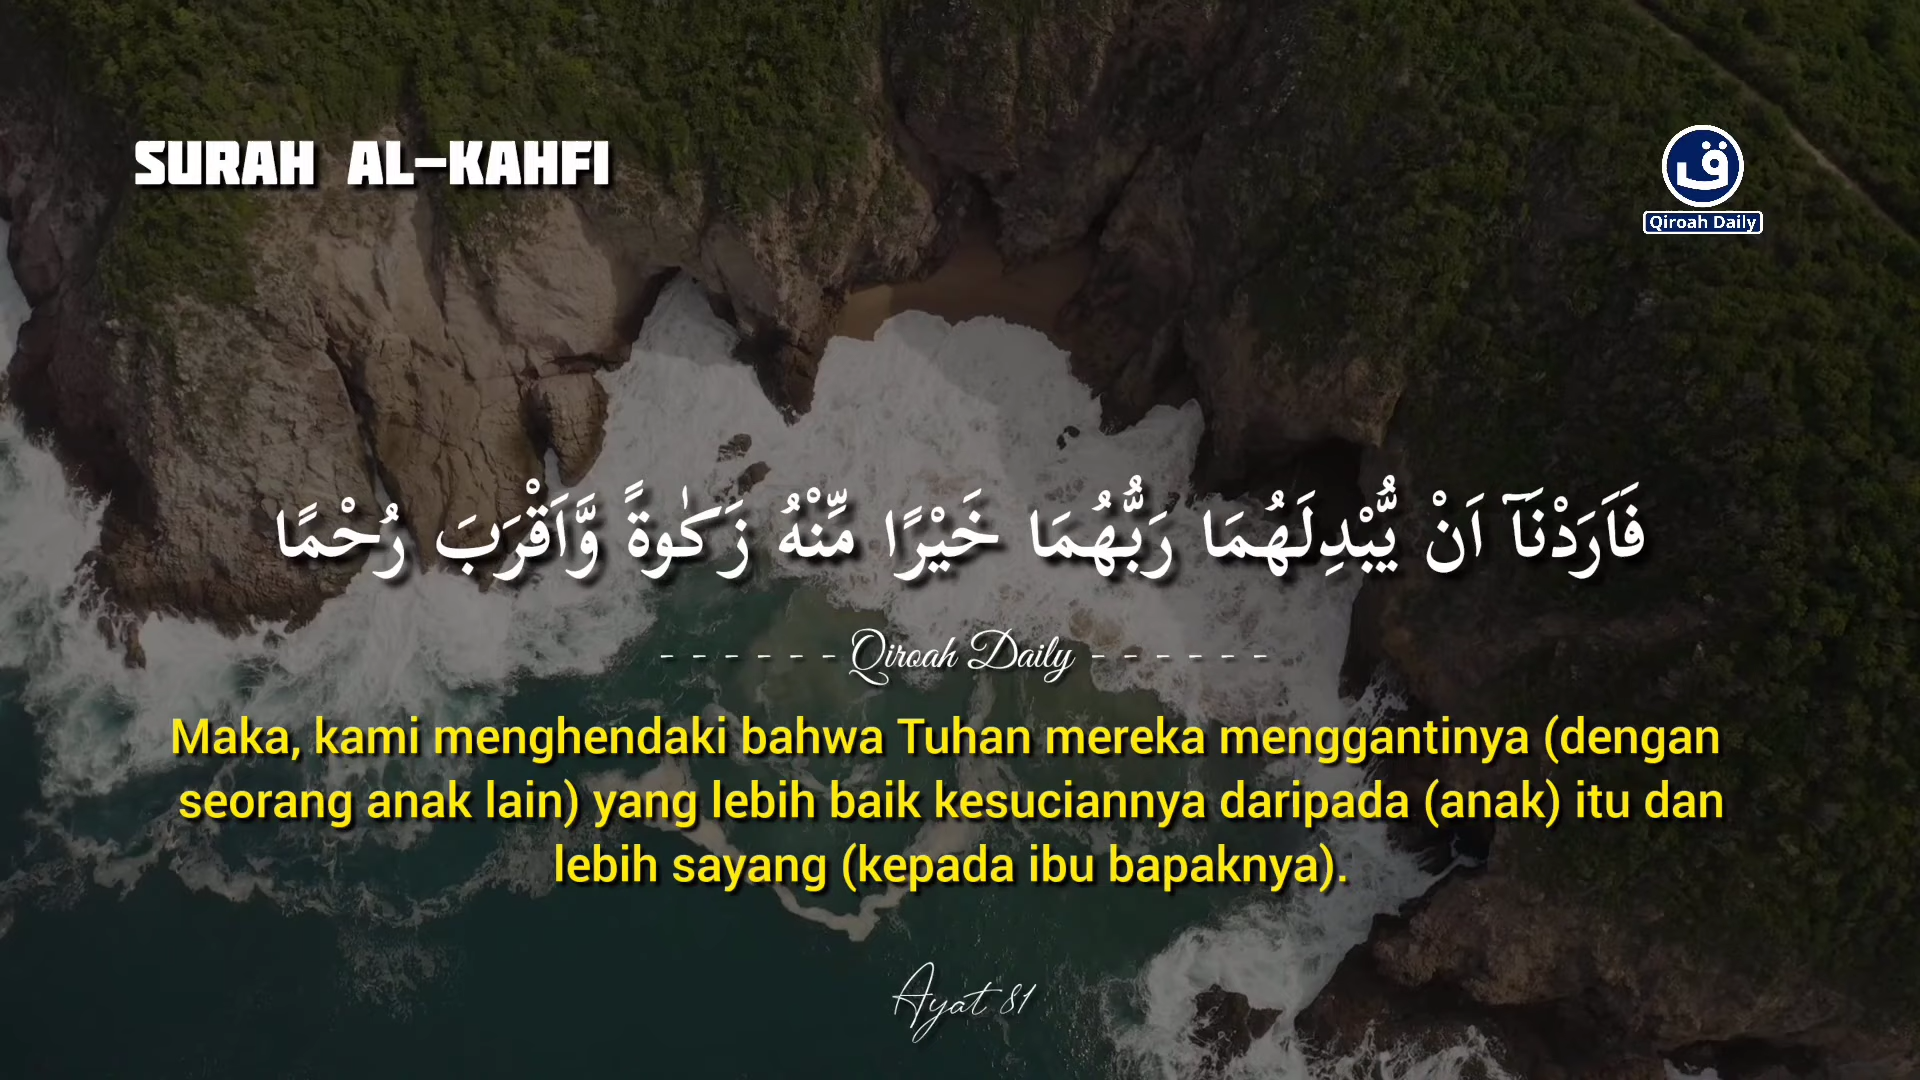 SURAH AL-KAHFI
ق
Qiroah Daily
فَاَرَدْنَآ اَنْ يُّبْدِلَهُمَا رَبُّهُمَا خَيْرًا مِّنْهُ زَكٰوةً وَّاَقْرَبَ رُحْمًا
- - - - - - Qiroah Daily - - - - - -
Maka, kami menghendaki bahwa Tuhan mereka menggantinya (dengan
seorang anak lain) yang lebih baik kesuciannya daripada (anak) itu dan
lebih sayang (kepada ibu bapaknya).
Ayat 81